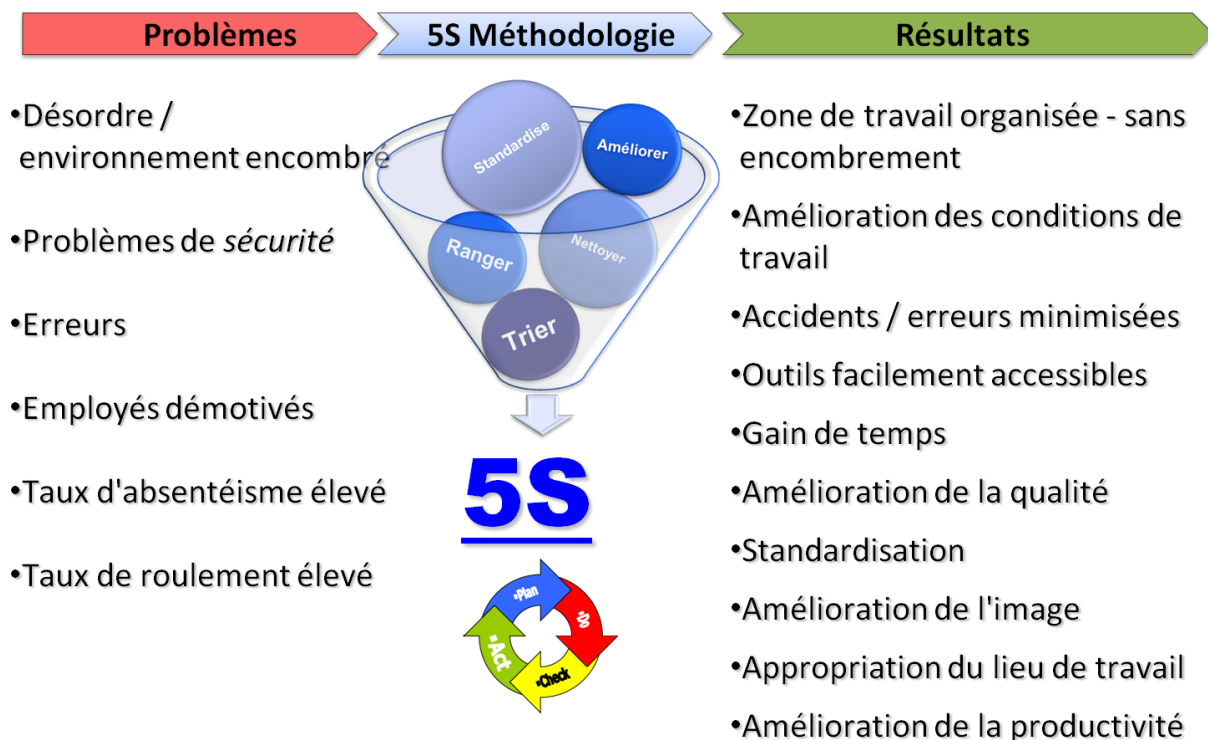 Problèmes
5S Méthodologie
Résultats
•Désordre /
environnement encombré
•Problèmes de sécurité
•Erreurs
•Employés démotivés
•Taux d'absentéisme élevé
•Taux de roulement élevé
Standardise
Améliorer
Ranger
Nettoyer
Trier
5S
▪Plan
▪Do
▪Check
▪Act
•Zone de travail organisée - sans
encombrement
•Amélioration des conditions de
travail
•Accidents / erreurs minimisées
•Outils facilement accessibles
•Gain de temps
•Amélioration de la qualité
•Standardisation
•Amélioration de l'image
•Appropriation du lieu de travail
•Amélioration de la productivité